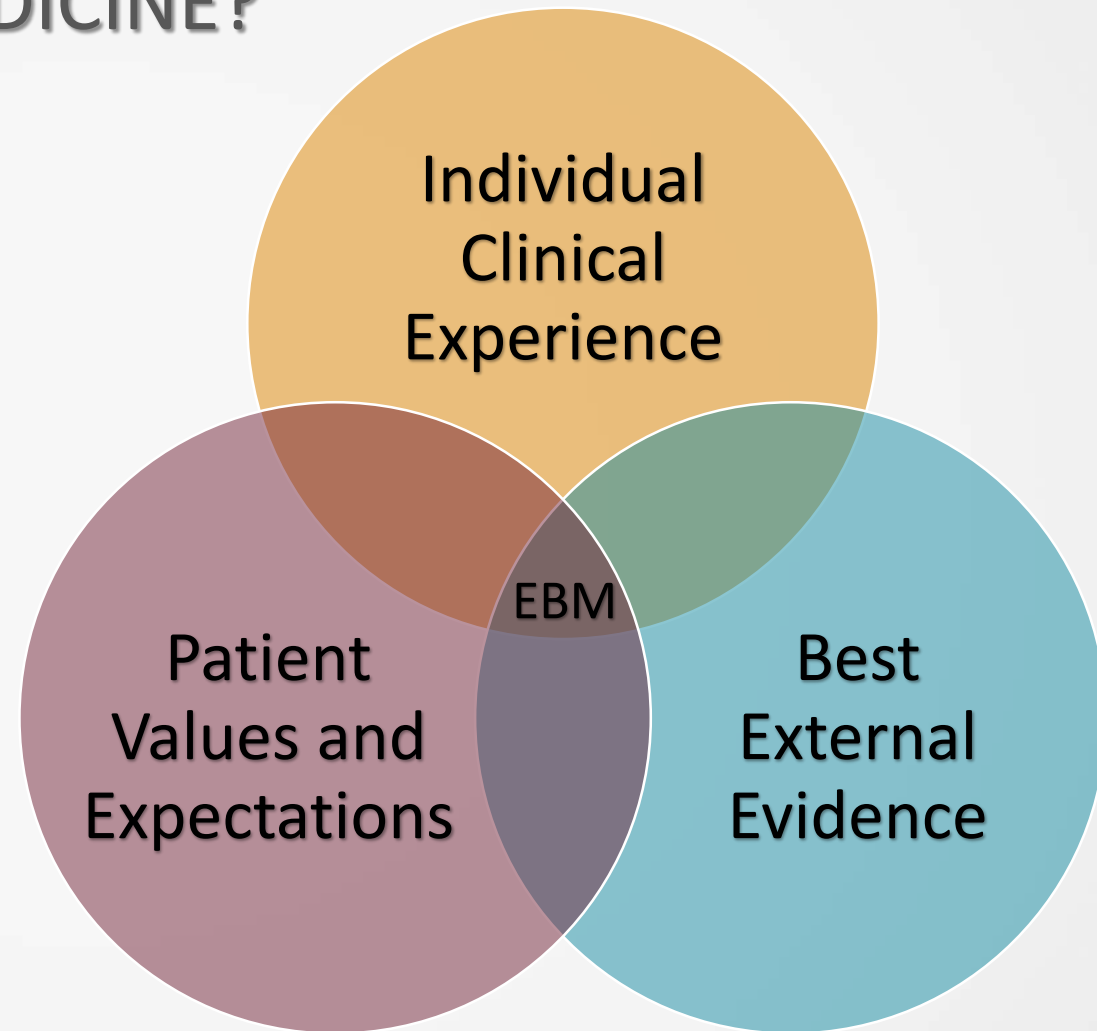 DICINE?
Individual
Clinical
Experience
EBM
Patient
Values and
Expectations
Best
External
Evidence